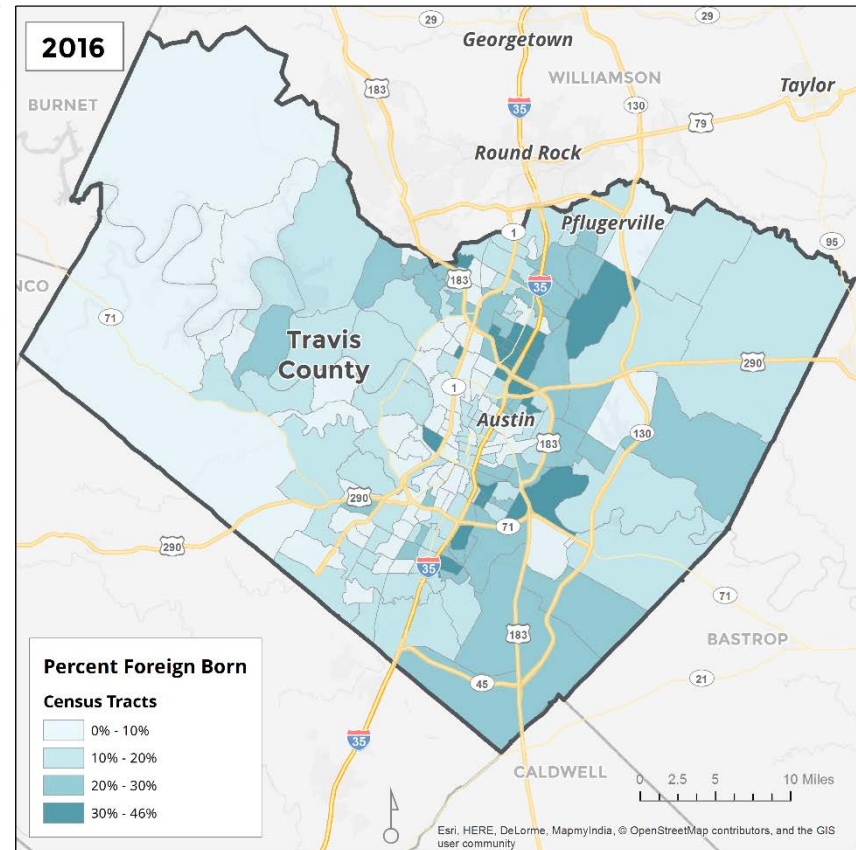 2016
29
29
Georgetown
WILLIAMSON
183
Taylor
BURNET
35
130
79
Round Rock
Pflugerville
1
95
183
35
NCO
71
Travis
County
290
1
Austin
183
130
290
71
290
35
71
183
BASTROP
45
21
35
CALDWELL
Percent Foreign Born
Census Tracts
0% - 10%
10% - 20%
20% - 30%
30% - 46%
0 2.5 5 10 Miles
Esri, HERE, DeLorme, MapmyIndia, © OpenStreetMap contributors, and the GIS
user community